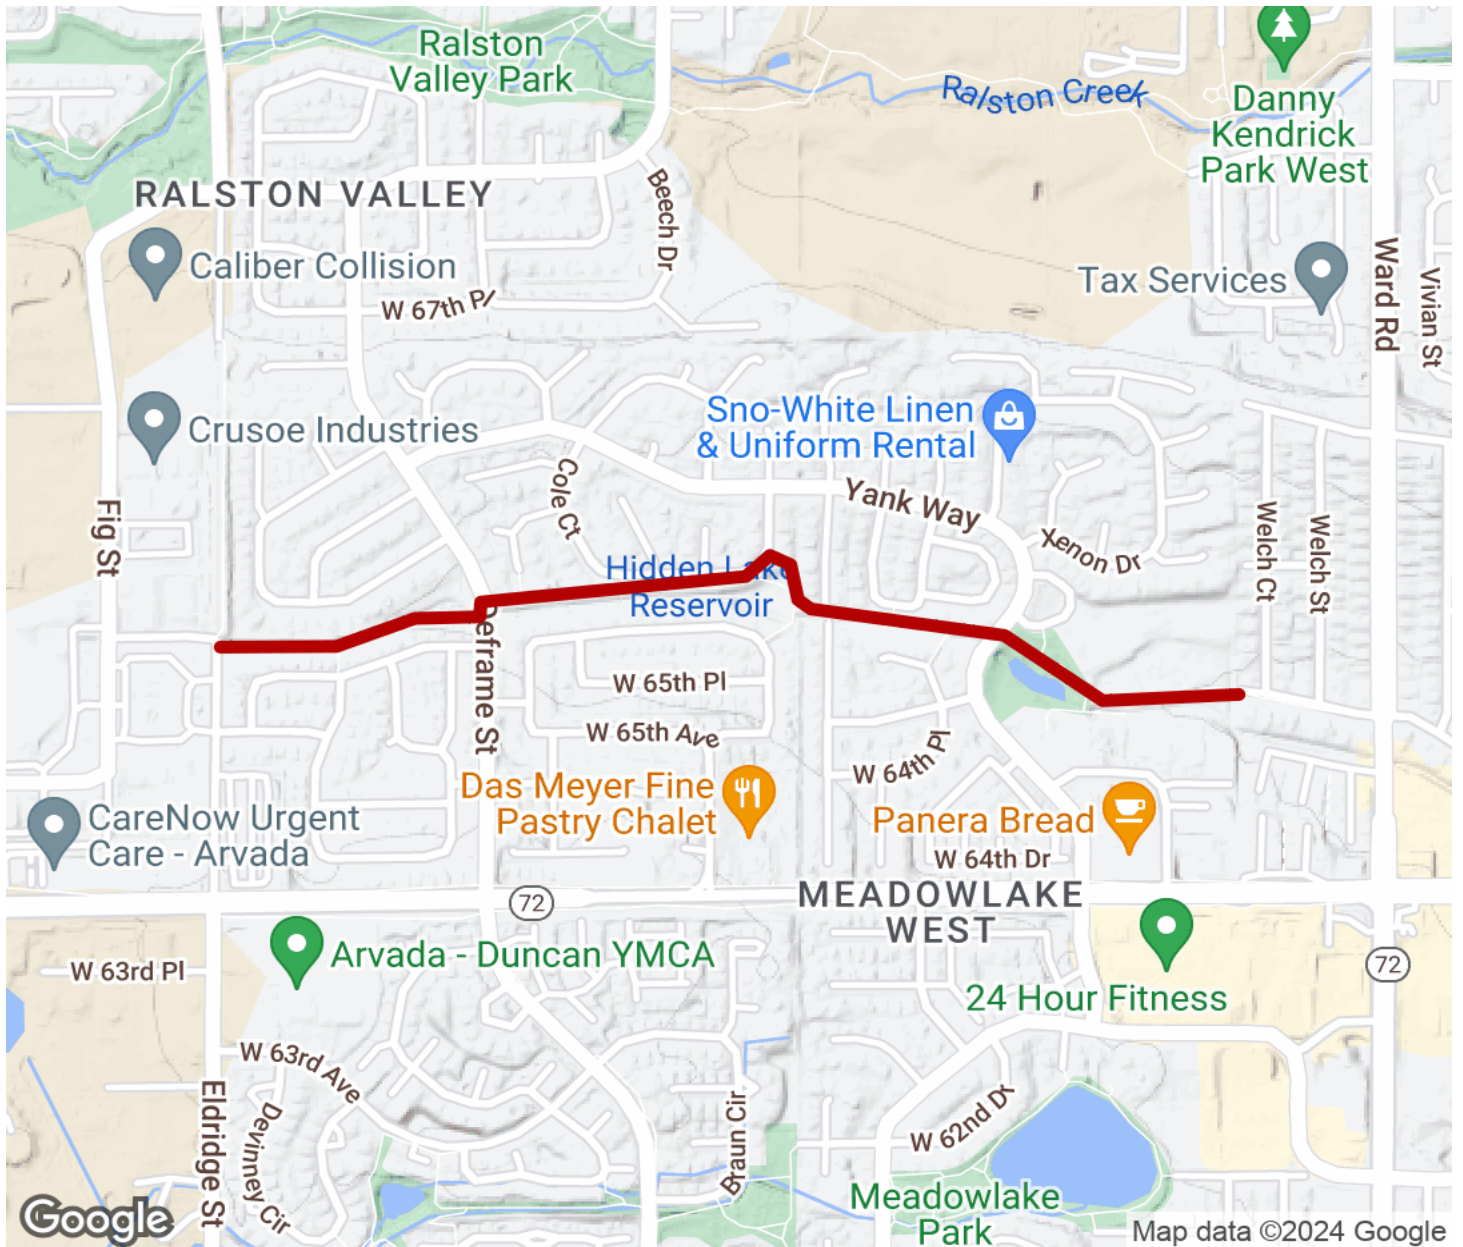 Ralston
Valley Park
Ralston Creek
Danny
Kendrick
Park West
RALSTON VALLEY
Beech Dr
Caliber Collision
Tax Services
Ward Rd
Vivian St
W 67th Pl
Crusoe Industries
Sno-White Linen
& Uniform Rental
Cole Ct
Yank Way
Fig St
Xenon Dr
Welch Ct
Welch St
Hidden Lake
Reservoir
Deframe St
W 65th Pl
W 65th Ave
W 64th Pl
Das Meyer Fine
Pastry Chalet
Panera Bread
CareNow Urgent
Care - Arvada
W 64th Dr
72
MEADOWLAKE
WEST
Arvada - Duncan YMCA
W 63rd Pl
72
24 Hour Fitness
W 63rd Ave
Eldridge St
Devinney Cir
Braun Cir
W 62nd Dr
Meadowlake
Park
Google
Map data ©2024 Google